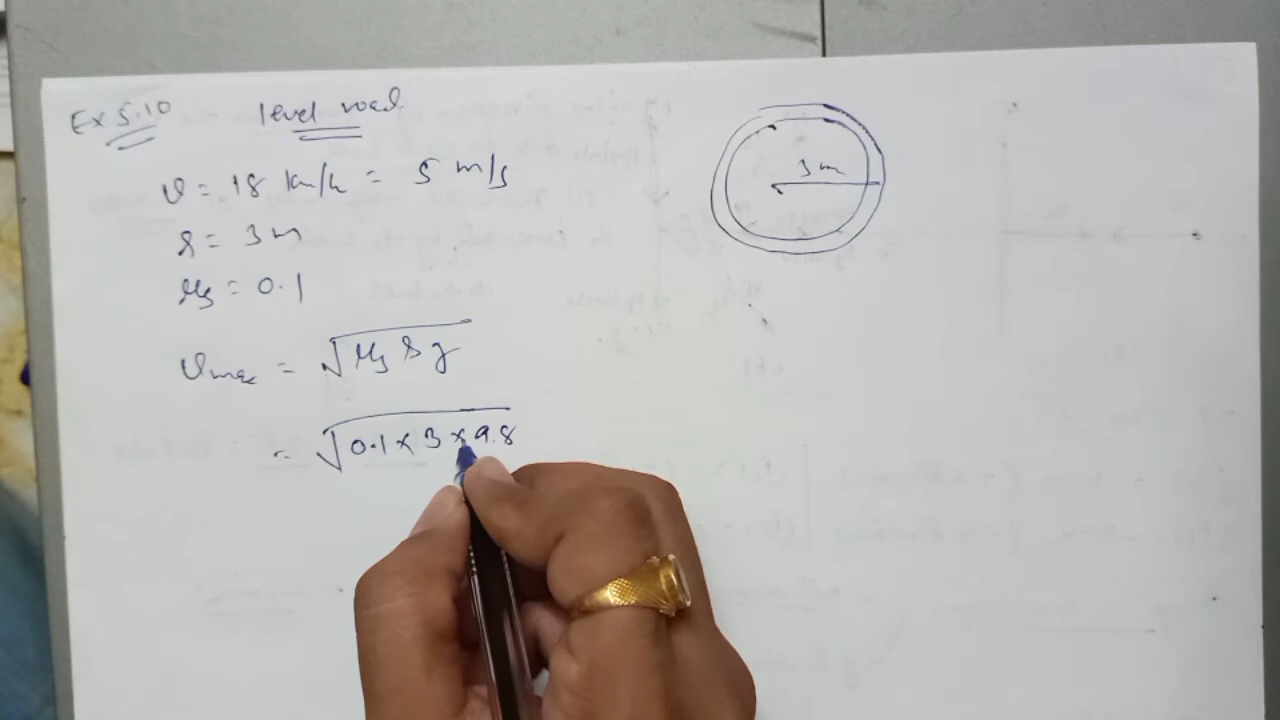 Ex 5.10 level road
v = 18 km/h = 5 m/s
r = 3m
μs = 0.1
vmax = √μs r g
= √0.1 × 3 × 9.8
3m